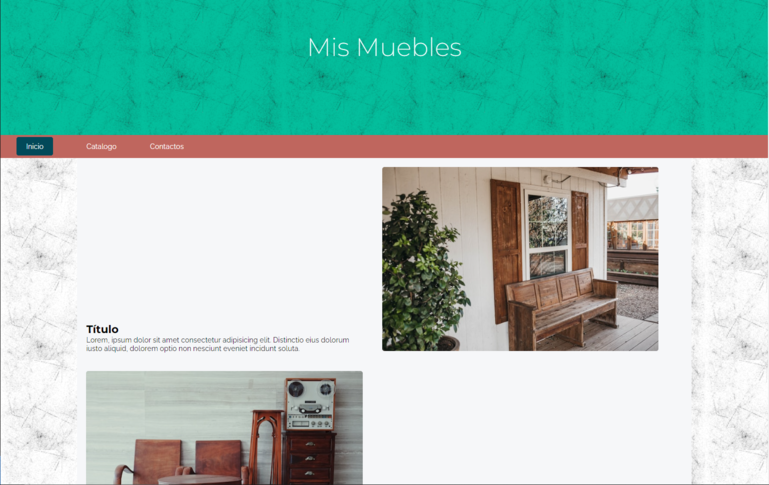 Mis Muebles
Inicio
Catalogo
Contactos
Título
Lorem, ipsum dolor sit amet consectetur adipisicing elit. Distinctio eius dolorum
iusto aliquid, dolorem optio non nesciunt eveniet incidunt soluta.